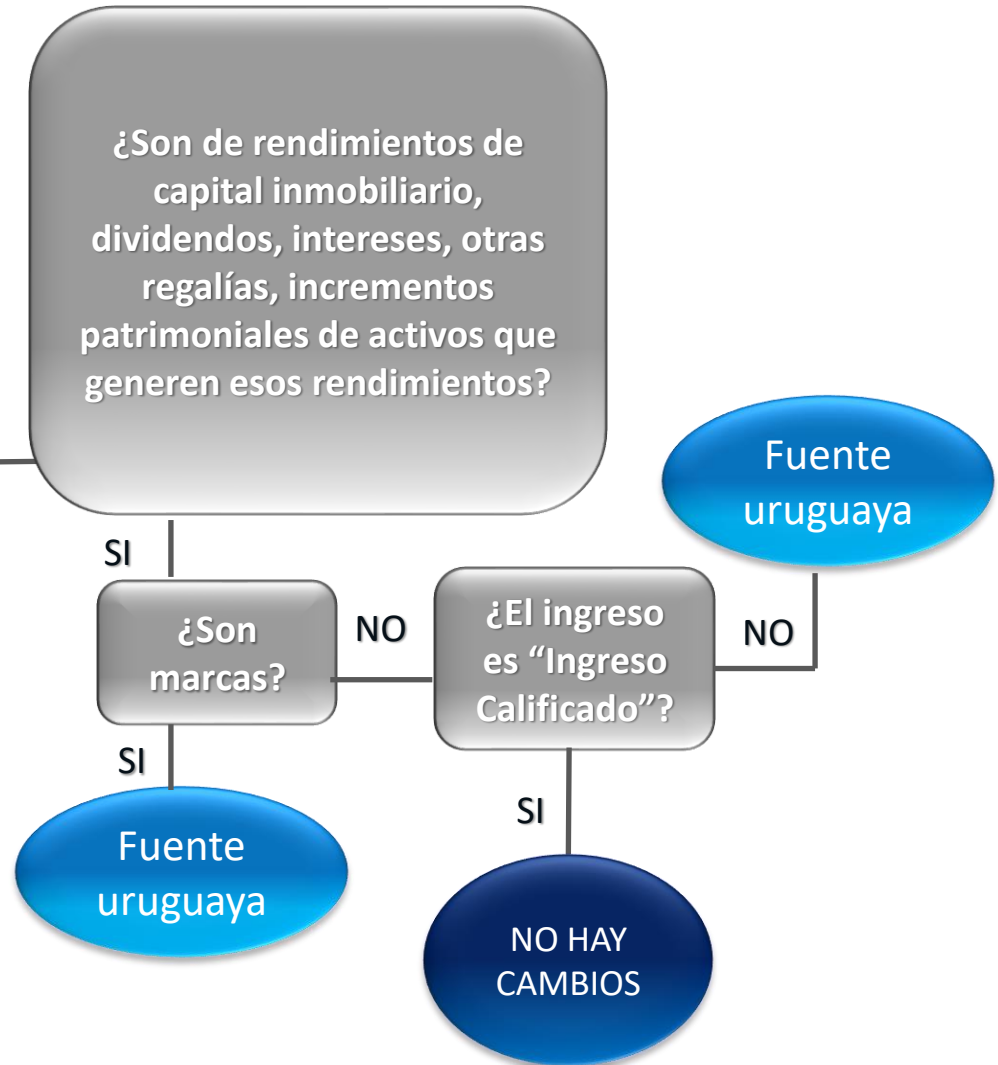 ¿Son de rendimientos de
capital inmobiliario,
dividendos, intereses, otras
regalías, incrementos
patrimoniales de activos que
generen esos rendimientos?
SI
¿Son
marcas?
NO
¿El ingreso
es “Ingreso
Calificado”?
NO
Fuente
uruguaya
SI
Fuente
uruguaya
SI
NO HAY
CAMBIOS